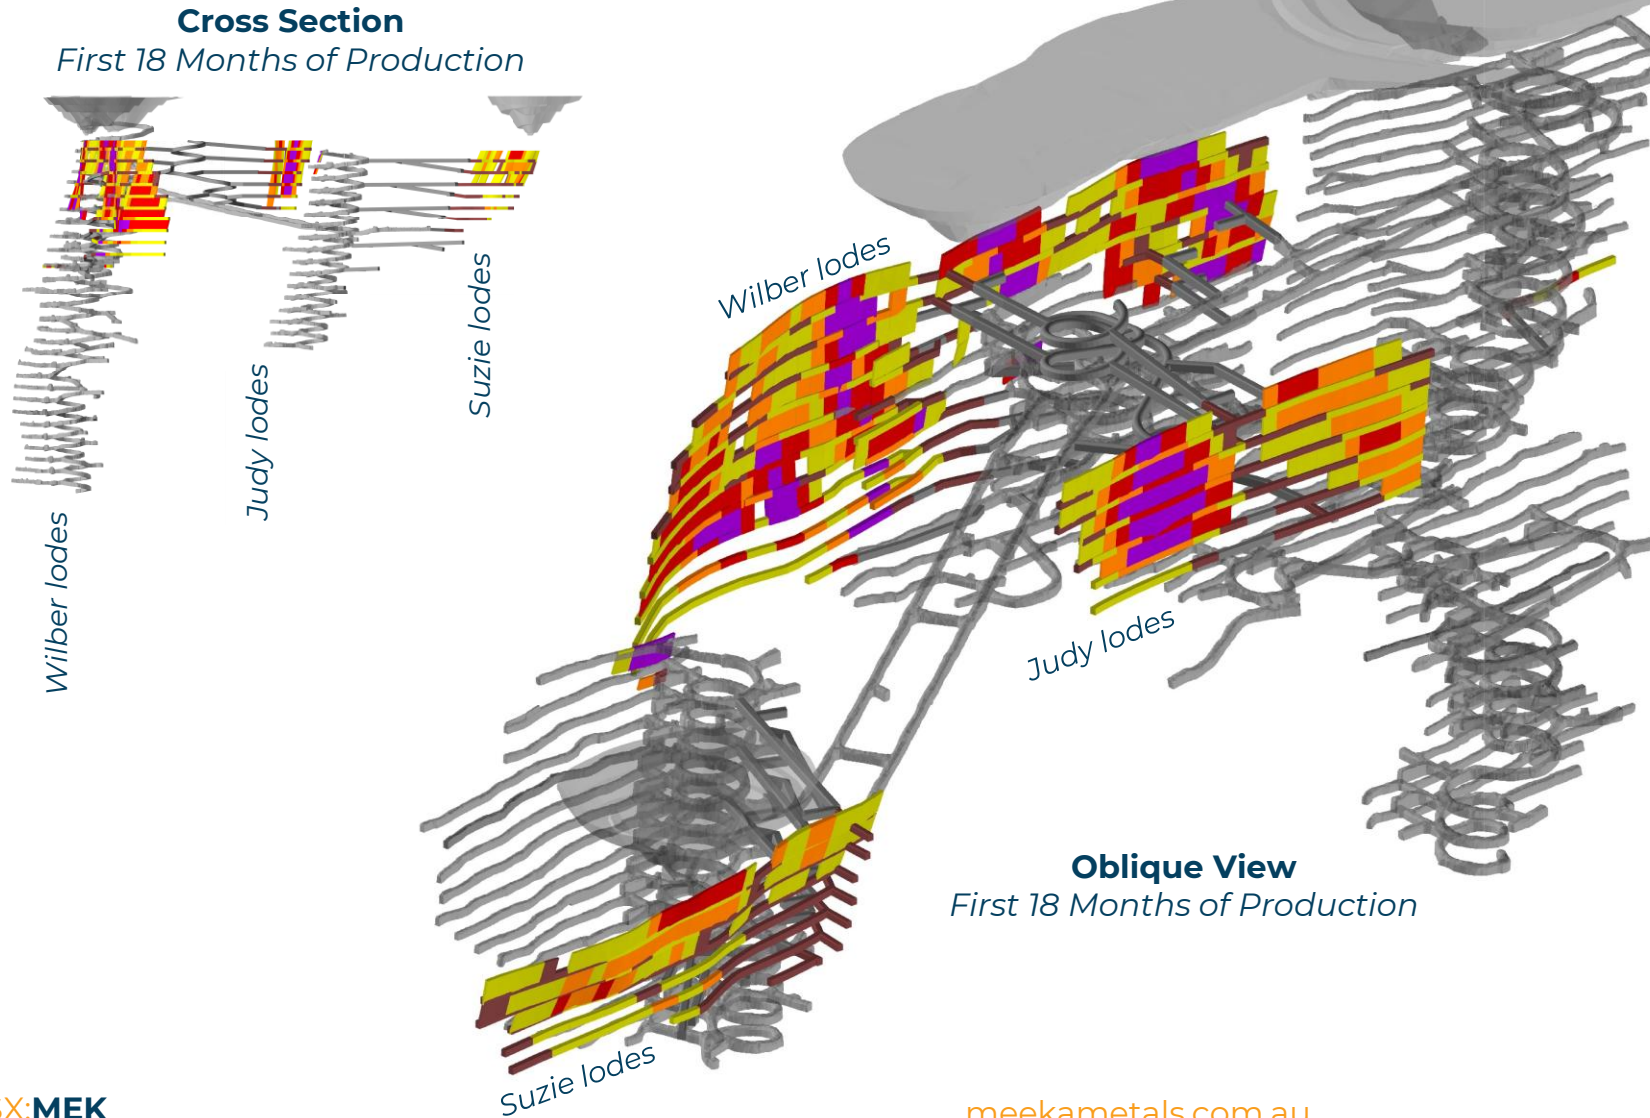 Cross Section
First 18 Months of Production
Wilber lodes
Judy lodes
Suzie lodes
Wilber lodes
Judy lodes
Suzie lodes
Oblique View
First 18 Months of Production
SX:MEK
meekametals.com.au